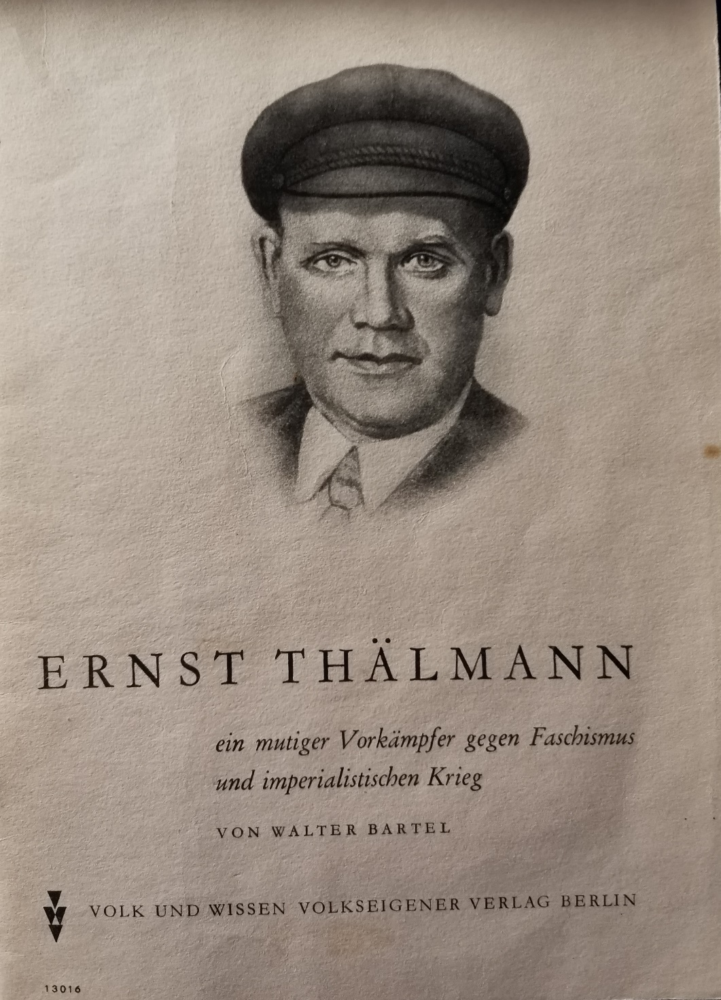 ERNST THÄLMANN
ein mutiger Vorkämpfer gegen Faschismus
und imperialistischen Krieg
VON WALTER BARTEL
VOLK UND WISSEN VOLKSEIGENER VERLAG BERLIN
13016